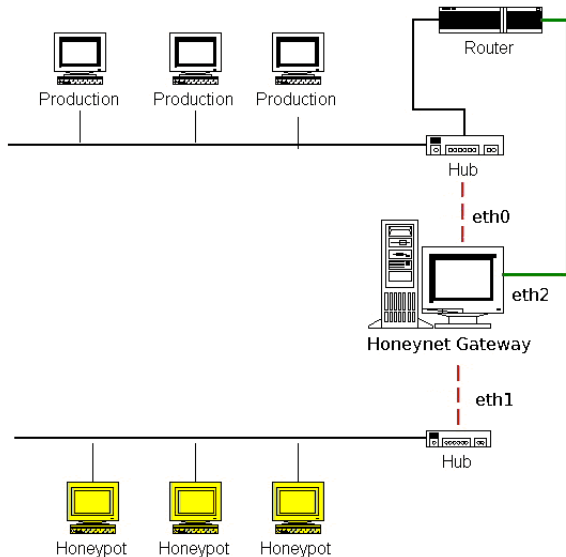 Router
Production
Production
Production
Hub
eth0
eth2
Honeynet Gateway
eth1
Hub
Honeypot
Honeypot
Honeypot